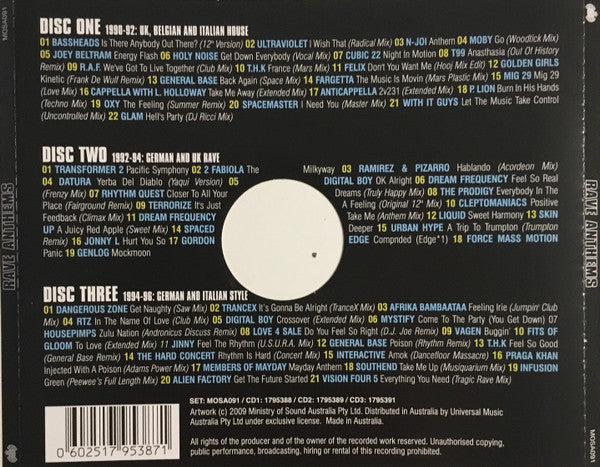 DISC ONE 1990-92: UK, BELGIAN AND ITALIAN HOUSE
01 BASSHEADS Is There Anybody Out There? (12" Version) 02 ULTRAVIOLET I Wish That (Radical Mix) 03 N-JOI Anthem 04 MOBY Go (Woodtick Mix)
05 JOEY BELTRAM Energy Flash 06 HOLY NOISE Get Down Everybody (Vocal Mix) 07 CUBIC 22 Night In Motion 08 T99 Anasthasia (Out Of History
Remix) 09 R.A.F. We've Got To Live Together (Club Mix) 10 T.H.K France (Mars Mix) 11 FELIX Don't You Want Me (Hooj Mix Edit) 12 GOLDEN GIRLS
Kinetic (Frank De Wulf Remix) 13 GENERAL BASE Back Again (Space Mix) 14 FARGETTA The Music Is Movin (Mars Plastic Mix) 15 MIG 29 Mig 29
(Love Mix) 16 CAPPELLA WITH L. HOLLOWAY Take Me Away (Extended Mix) 17 ANTICAPPELLA 2v231 (Extended Mix) 18 P.LION Burn In His Hands
(Techno Mix) 19 OXY The Feeling (Summer Remix) 20 SPACEMASTER I Need You (Master Mix) 21 WITH IT GUYS Let The Music Take Control
(Uncontrolled Mix) 22 GLAM Hell's Party (DJ Ricci Mix)
DISC TWO 1992-94: GERMAN AND UK RAVE
01 TRANSFORMER 2 Pacific Symphony 02 2 FABIOLA The Milkyway 03 RAMIREZ & PIZARRO Hablando (Acordeon Mix)
04 DATURA Yerba Del Diablo (Yaqui Version) 05 DIGITAL BOY OK Alright 06 DREAM FREQUENCY Feel So Real
(Frenzy Mix) 07 RHYTHM QUEST Closer To All Your Dreams (Truly Happy Mix) 08 THE PRODIGY Everybody In The
Place (Fairground Remix) 09 TERRORIZE It's Just A Feeling (Original 12" Mix) 10 CLEPTOMANIACS Positive
Feedback (Climax Mix) 11 DREAM FREQUENCY Take Me (Anthem Mix) 12 LIQUID Sweet Harmony 13 SKIN
UP A Juicy Red Apple (Sweet Mix) 14 SPACED Deeper 15 URBAN HYPE A Trip To Trumpton (Trumpton
Remix) 16 JONNY L Hurt You So 17 GORDON EDGE Compnded (Edge*1) 18 FORCE MASS MOTION
Panic 19 GENLOG Mockmoon
DISC THREE 1994-96: GERMAN AND ITALIAN STYLE
01 DANGEROUS ZONE Get Naughty (Saw Mix) 02 TRANCEX It's Gonna Be Alright (TranceX Mix) 03 AFRIKA BAMBAATAA Feeling Irie (Jumpin' Club
Mix) 04 RTZ In The Name Of Love (Club Mix) 05 DIGITAL BOY Crossover (Extended Mix) 06 MYSTIFY Come To The Party (You Get Down) 07
HOUSEPIMPS Zulu Nation (Andronicus Discuss Remix) 08 LOVE 4 SALE Do You Feel So Right (D.J. Joe Remix) 09 VAGEN Buggin' 10 FITS OF
GLOOM To Love (Extended Mix) 11 JINNY Feel The Rhythm (U.S.U.R.A. Mix) 12 GENERAL BASE Poison (Rhythm Remix) 13 T.H.K Feel So Good
(General Base Remix) 14 THE HARD CONCERT Rhythm Is Hard (Concert Mix) 15 INTERACTIVE Amok (Dancefloor Massacre) 16 PRAGA KHAN
Injected With A Poison (Adams Power Mix) 17 MEMBERS OF MAYDAY Mayday Anthem 18 SOUTHEND Take Me Up (Musiquarium Mix) 19 INFUSION
Green (Peewee's Full Length Mix) 20 ALIEN FACTORY Get The Future Started 21 VISION FOUR 5 Everything You Need (Tragic Rave Mix)
SET: MOSA091 / CD1: 1795388 / CD2: 1795389 / CD3: 1795391
Artwork (c) 2009 Ministry of Sound Australia Pty Ltd. Distributed in Australia by Universal Music
Australia Pty Ltd under exclusive license. Made in Australia.
All rights of the producer and of the owner of the recorded work reserved. Unauthorised copying,
public performance, broadcasting, hiring or rental of this recording prohibited.
0 602517 953871
MOSA091
RAVE ANTHEMS
RAVE ANTHEMS
MOSA091